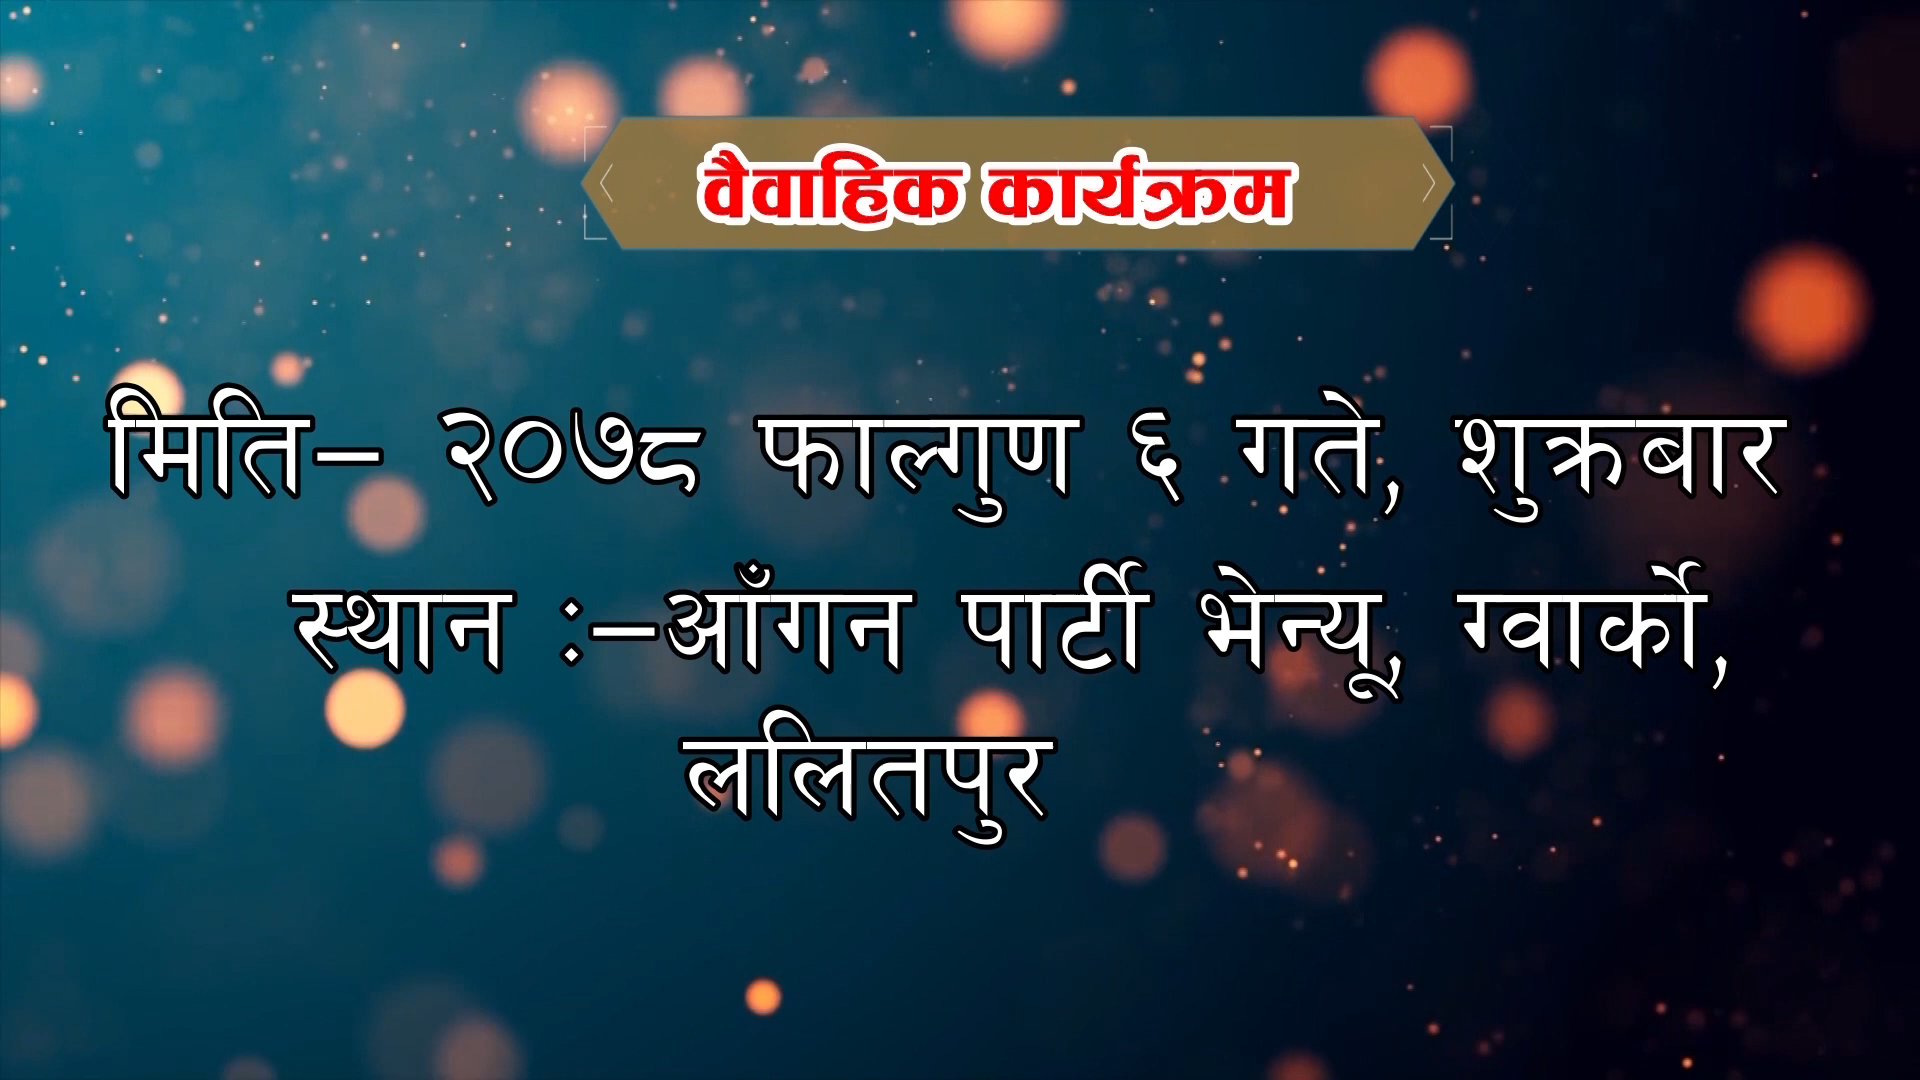 वैवाहिक कार्यक्रम
मिति- २०७८ फाल्गुण ६ गते, शुक्रबार
स्थान :-आँगन पार्टी भेन्यू, ग्वार्को,
ललितपुर